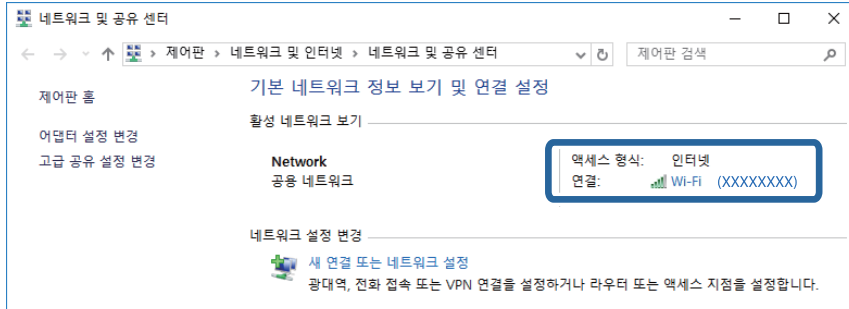 네트워크 및 공유 센터
제어판 > 네트워크 및 인터넷 > 네트워크 및 공유 센터
제어판 검색
제어판 홈
어댑터 설정 변경
고급 공유 설정 변경
기본 네트워크 정보 보기 및 연결 설정
활성 네트워크 보기
Network
공용 네트워크
액세스 형식: 인터넷
연결: Wi-Fi (XXXXXXXX)
네트워크 설정 변경
새 연결 또는 네트워크 설정
광대역, 전화 접속 또는 VPN 연결을 설정하거나 라우터 또는 액세스 지점을 설정합니다.